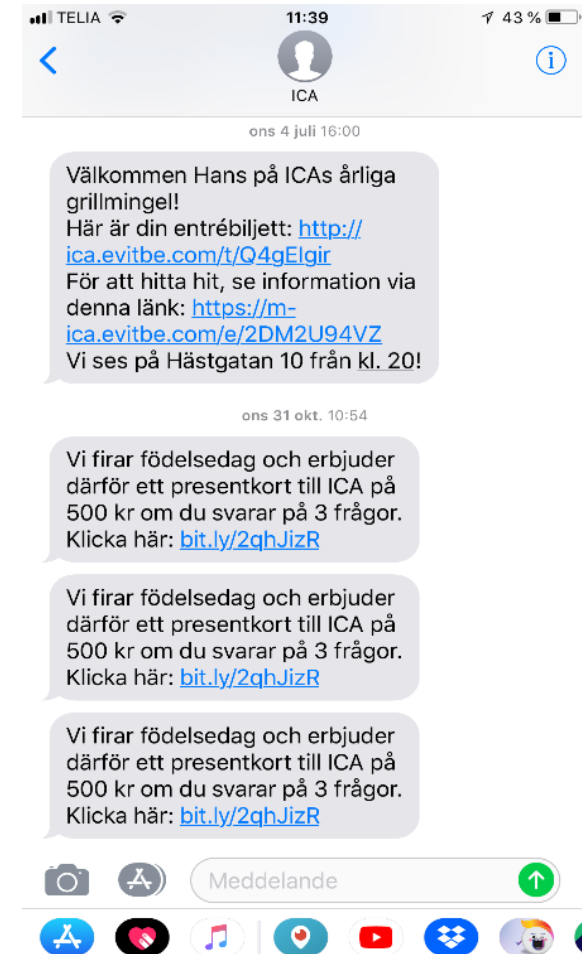 TELIA
11:39
43 %
ICA
ons 4 juli 16:00
Välkommen Hans på ICAs årliga
grillmingel!
Här är din entrébiljett: http://
ica.evitbe.com/t/Q4gEIgir
För att hitta hit, se information via
denna länk: https://m-
ica.evitbe.com/e/2DM2U94VZ
Vi ses på Hästgatan 10 från kl. 20!
ons 31 okt. 10:54
Vi firar födelsedag och erbjuder
därför ett presentkort till ICA på
500 kr om du svarar på 3 frågor.
Klicka här: bit.ly/2qhJizR
Vi firar födelsedag och erbjuder
därför ett presentkort till ICA på
500 kr om du svarar på 3 frågor.
Klicka här: bit.ly/2qhJizR
Vi firar födelsedag och erbjuder
därför ett presentkort till ICA på
500 kr om du svarar på 3 frågor.
Klicka här: bit.ly/2qhJizR
Meddelande